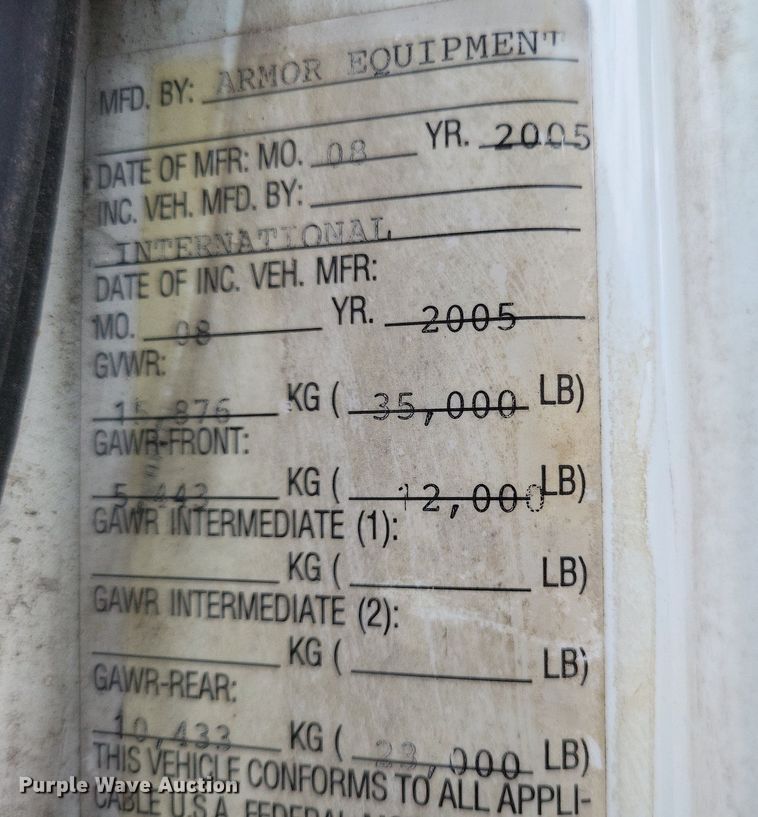 MFD. BY: ARMOR EQUIPMENT
DATE OF MFR: MO. 08 YR. 2005
INC. VEH. MFD. BY:
INTERNATIONAL
DATE OF INC. VEH. MFR:
MO. 08 YR. 2005
GVWR:
15,876 KG ( 35,000 LB)
GAWR-FRONT:
5,443 KG ( 12,000 LB)
GAWR INTERMEDIATE (1):
KG ( LB)
GAWR INTERMEDIATE (2):
KG ( LB)
GAWR-REAR:
10,433 KG ( 23,000 LB)
THIS VEHICLE CONFORMS TO ALL APPLI-
CABLE U.S.A. FEDERAL
Purple Wave Auction